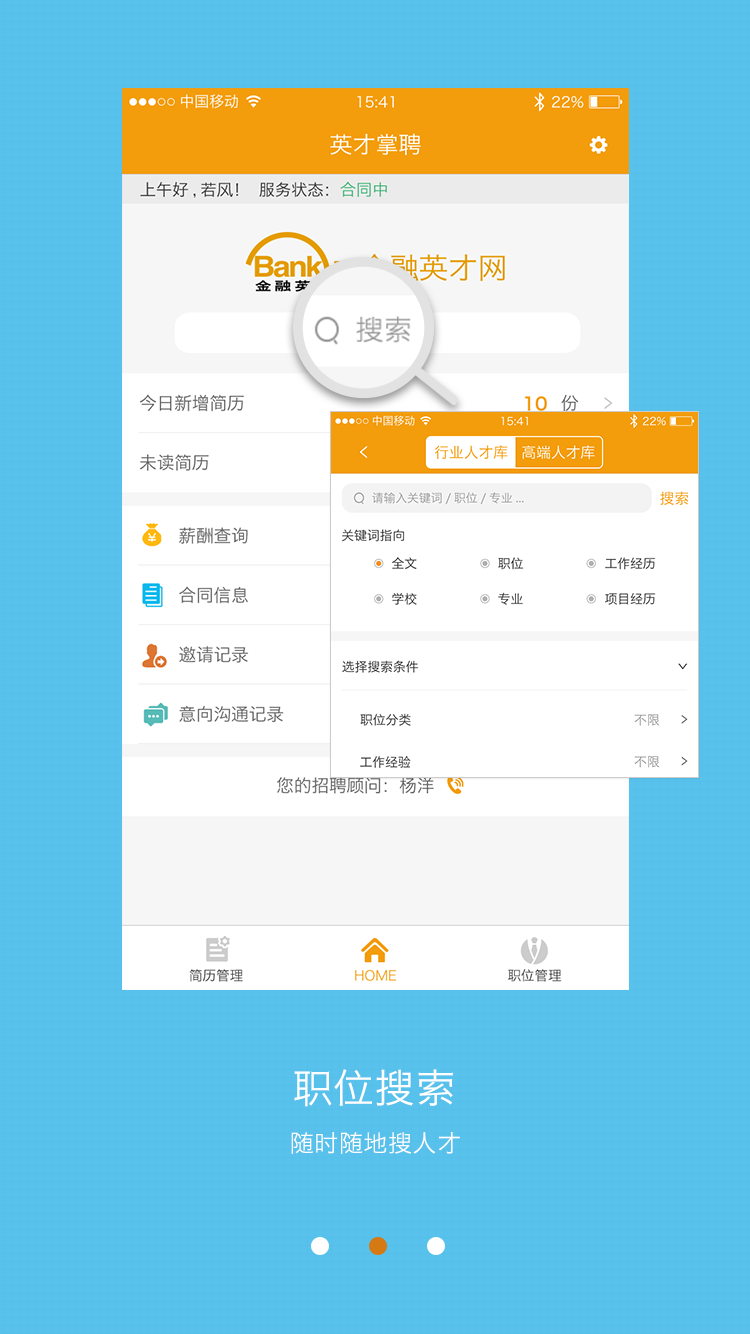 中国移动 15:41 22%
英才掌聘
上午好 , 若风! 服务状态: 合同中
Bank 金融英才网
金融英
搜索
今日新增简历 10 份
未读简历
中国移动 15:41 22%
行业人才库 高端人才库
请输入关键词 / 职位 / 专业 ... 搜索
关键词指向
全文 职位 工作经历
学校 专业 项目经历
选择搜索条件
职位分类 不限
工作经验 不限
薪酬查询
合同信息
邀请记录
意向沟通记录
您的招聘顾问: 杨洋
简历管理 HOME 职位管理
职位搜索
随时随地搜人才